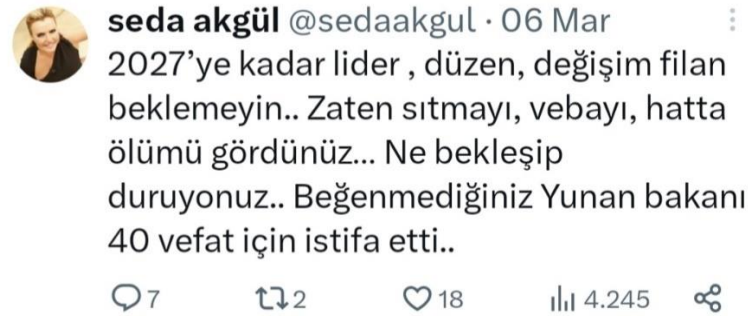 seda akgül @sedaakgul · 06 Mar
2027’ye kadar lider , düzen, değişim filan
beklemeyin.. Zaten sıtmayı, vebayı, hatta
ölümü gördünüz... Ne bekleşip
duruyonuz.. Beğenmediğiniz Yunan bakanı
40 vefat için istifa etti..
7 2 18 4.245